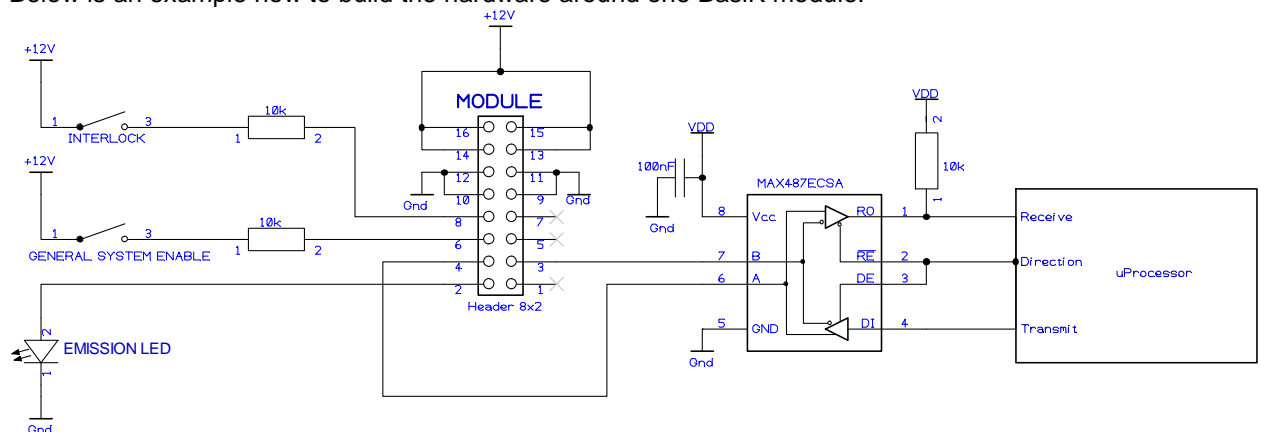 Below is an example how to build the hardware around one BasiK module.
+12V
+12V
MODULE
1
3
INTERLOCK
10k
1
2
+12V
1
3
GENERAL SYSTEM ENABLE
10k
1
2
16
15
14
13
12
11
10
9
8
7
6
5
4
3
2
1
Gnd
Gnd
Header 8x2
2
EMISSION LED
1
Gnd
VDD
100nF
Gnd
MAX487ECSA
8
Vcc
7
B
6
A
5
GND
Gnd
RO
1
RE
2
DE
3
DI
4
VDD
2
10k
1
Receive
Direction
uProcessor
Transmit